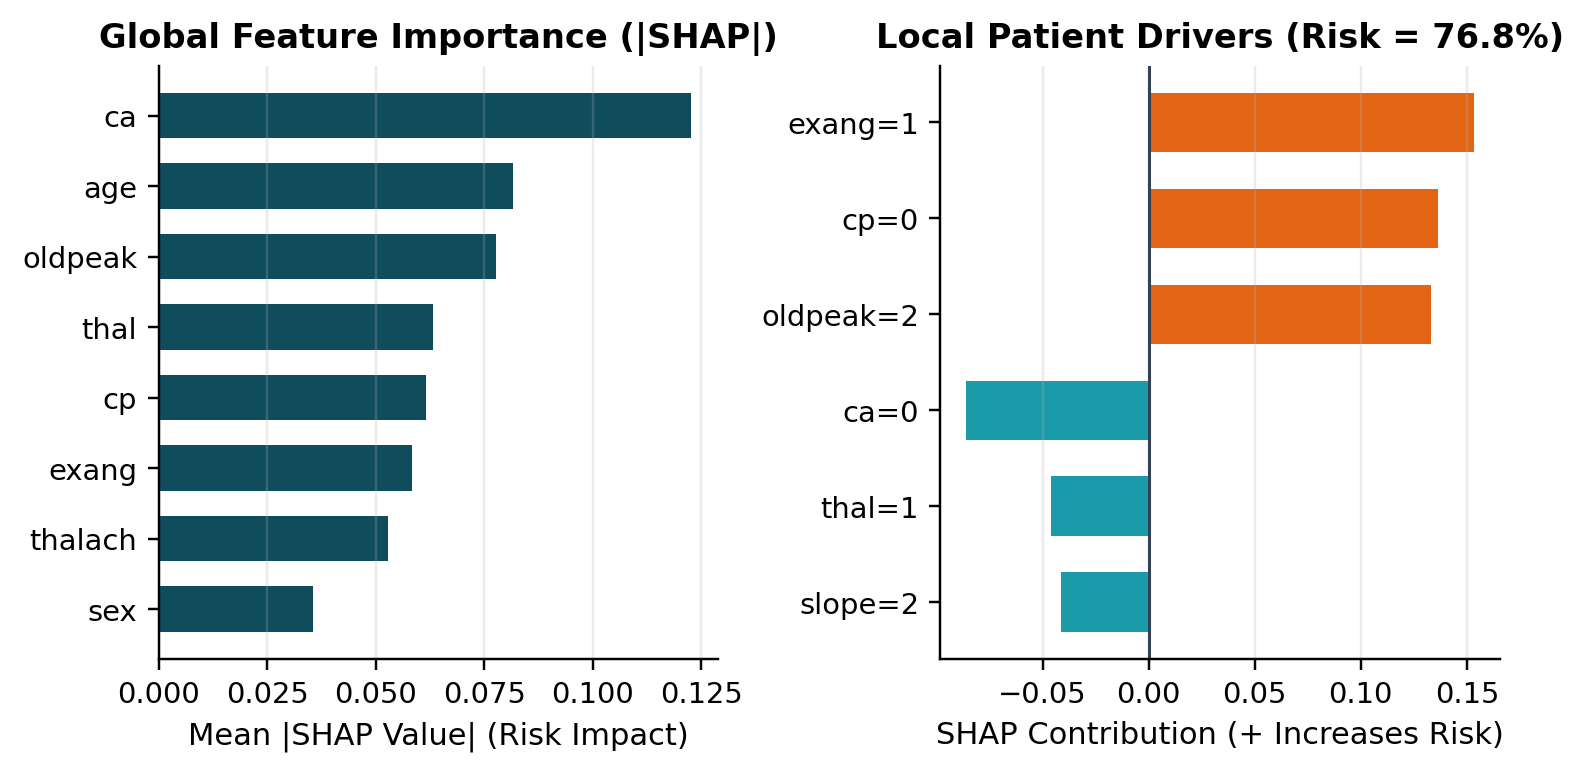 Global Feature Importance (|SHAP|)
ca
age
oldpeak
thal
cp
exang
thalach
sex
0.000 0.025 0.050 0.075 0.100 0.125
Mean |SHAP Value| (Risk Impact)
Local Patient Drivers (Risk = 76.8%)
exang=1
cp=0
oldpeak=2
ca=0
thal=1
slope=2
−0.05 0.00 0.05 0.10 0.15
SHAP Contribution (+ Increases Risk)